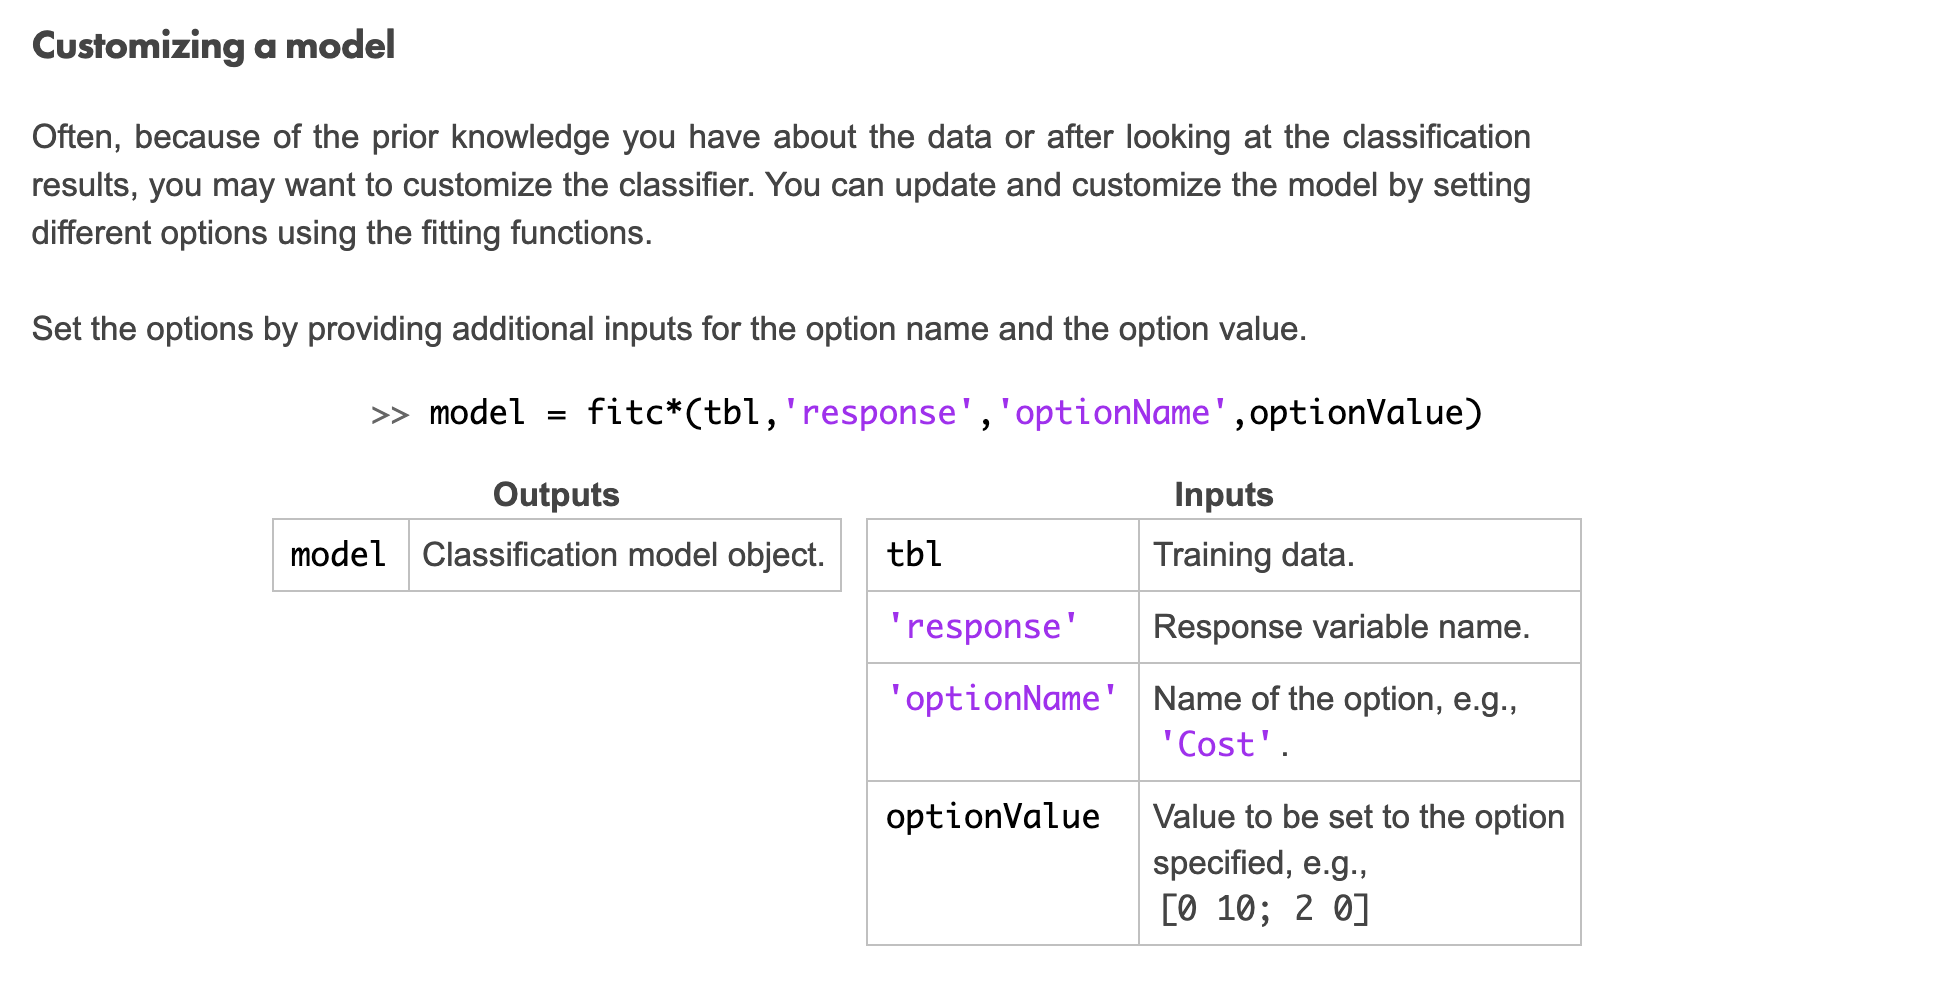 Customizing a model
Often, because of the prior knowledge you have about the data or after looking at the classification
results, you may want to customize the classifier. You can update and customize the model by setting
different options using the fitting functions.
Set the options by providing additional inputs for the option name and the option value.
>> model = fitc*(tbl,'response','optionName',optionValue)
Outputs
model Classification model object.
Inputs
tbl Training data.
'response' Response variable name.
'optionName' Name of the option, e.g.,
'Cost'.
optionValue Value to be set to the option
specified, e.g.,
[0 10; 2 0]